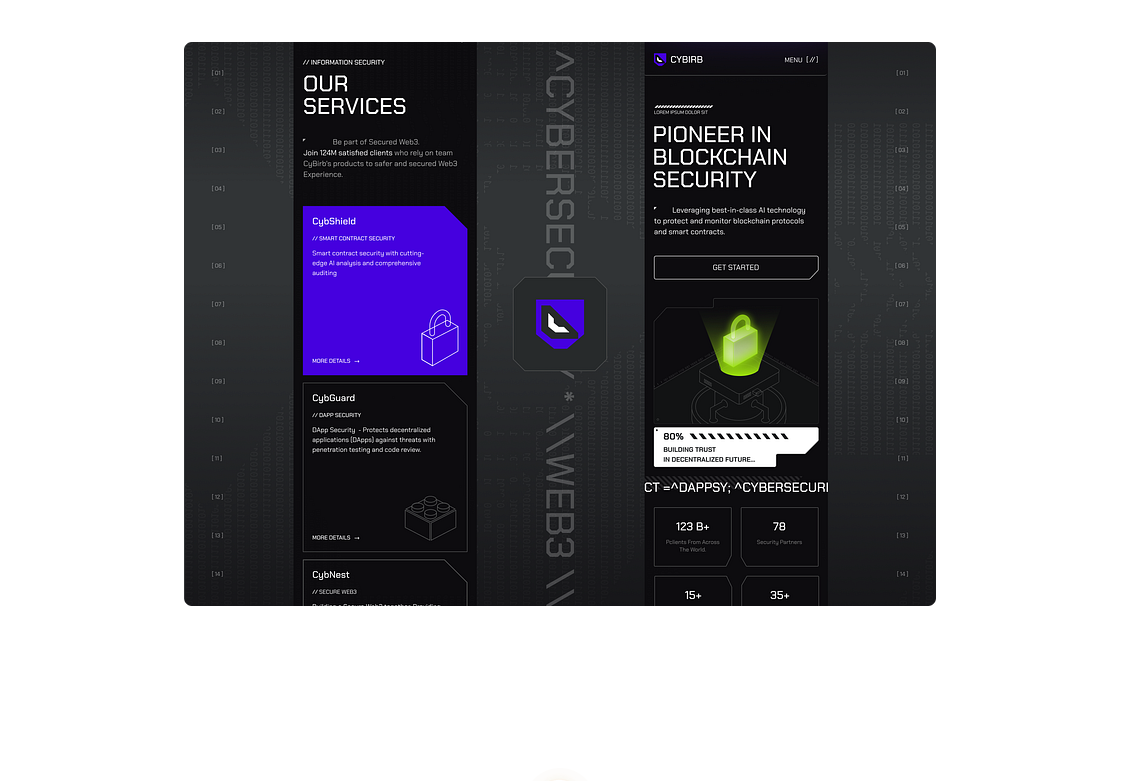 [01]
[02]
[03]
[04]
[05]
[06]
[07]
[08]
[09]
[10]
[11]
[12]
[13]
[14]
// INFORMATION SECURITY
OUR
SERVICES
Be part of Secured Web3.
Join 124M satisfied clients who rely on team
CyBirb's products to safer and secured Web3
Experience.
CybShield
// SMART CONTRACT SECURITY
Smart contract security with cutting-
edge AI analysis and comprehensive
auditing
MORE DETAILS →
CybGuard
// DAPP SECURITY
DApp Security - Protects decentralized
applications (DApps) against threats with
penetration testing and code review.
MORE DETAILS →
CybNest
// SECURE WEB3
^CYBERSEC
* \\WEB3 \\
CYBIRB
MENU [//]
LOREM IPSUM DOLOR SIT
PIONEER IN
BLOCKCHAIN
SECURITY
Leveraging best-in-class AI technology
to protect and monitor blockchain protocols
and smart contracts.
GET STARTED
80%
BUILDING TRUST
IN DECENTRALIZED FUTURE...
CT =^DAPPSY; ^CYBERSECURI
123 B+
Pclients From Across
The World.
78
Security Partners
15+
35+
[01]
[02]
[03]
[04]
[05]
[06]
[07]
[08]
[09]
[10]
[11]
[12]
[13]
[14]